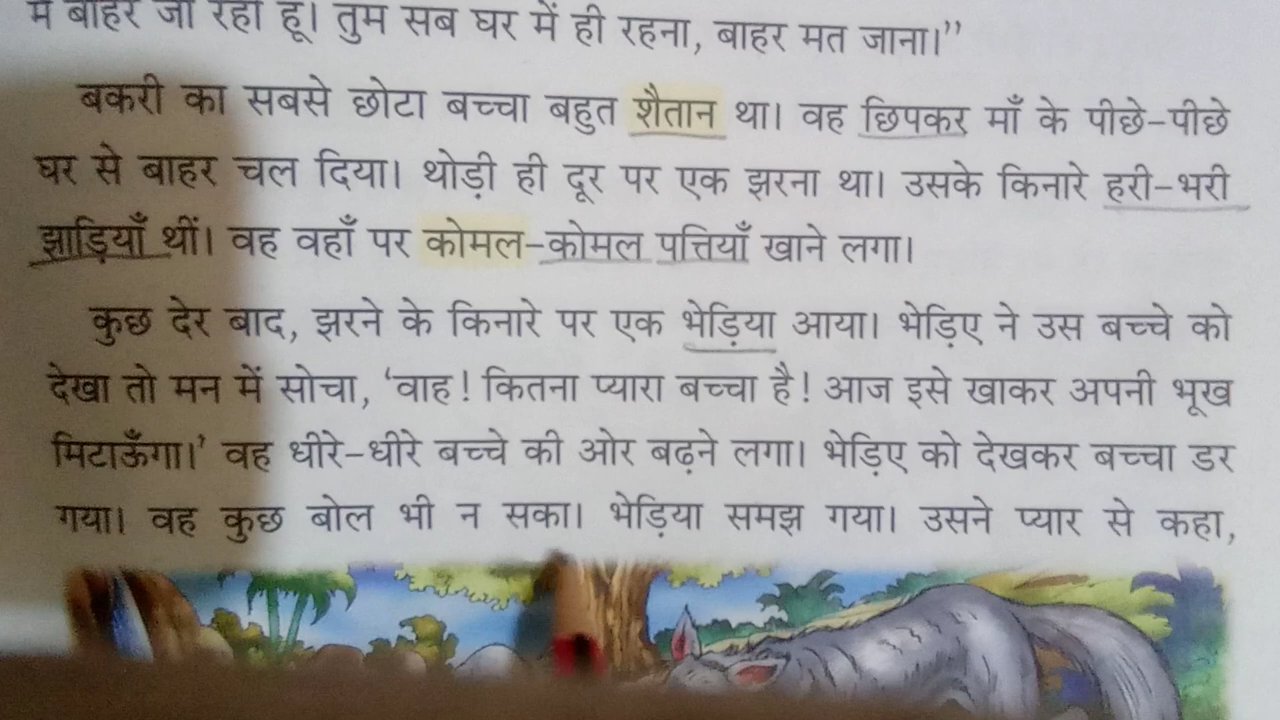 मैं बाहर जा रही हूँ। तुम सब घर में ही रहना, बाहर मत जाना।”
बकरी का सबसे छोटा बच्चा बहुत शैतान था। वह छिपकर माँ के पीछे-पीछे
घर से बाहर चल दिया। थोड़ी ही दूर पर एक झरना था। उसके किनारे हरी-भरी
झाड़ियाँ थीं। वह वहाँ पर कोमल-कोमल पत्तियाँ खाने लगा।
कुछ देर बाद, झरने के किनारे पर एक भेड़िया आया। भेड़िए ने उस बच्चे को
देखा तो मन में सोचा, ‘वाह! कितना प्यारा बच्चा है! आज इसे खाकर अपनी भूख
मिटाऊँगा।’ वह धीरे-धीरे बच्चे की ओर बढ़ने लगा। भेड़िए को देखकर बच्चा डर
गया। वह कुछ बोल भी न सका। भेड़िया समझ गया। उसने प्यार से कहा,